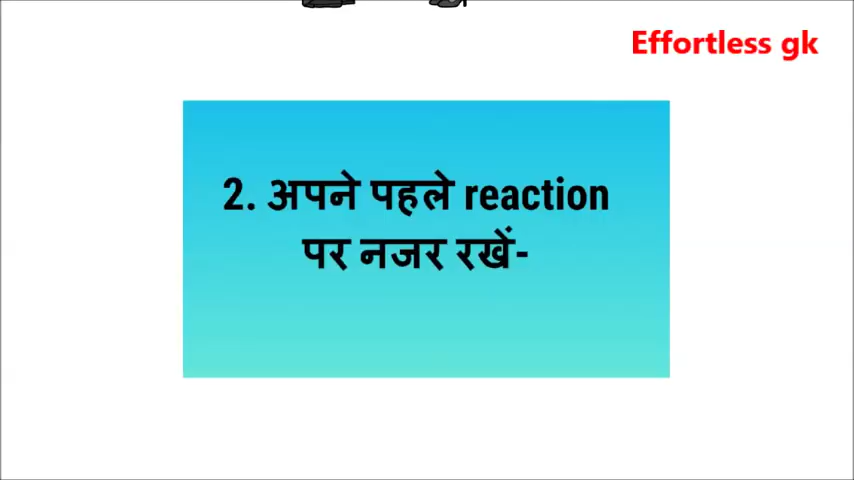 Effortless gk
2. अपने पहले reaction
पर नजर रखें-